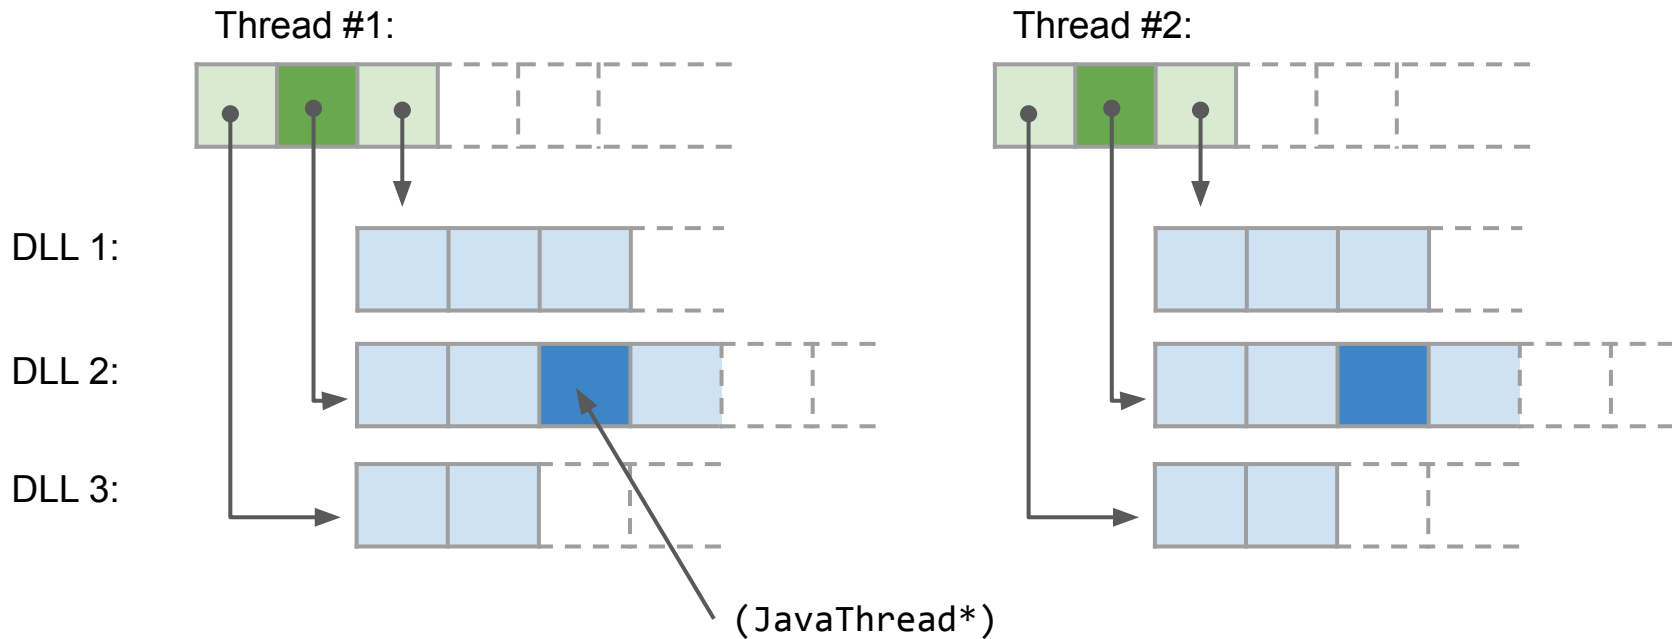 Thread #1:
Thread #2:
DLL 1:
DLL 2:
DLL 3:
(JavaThread*)